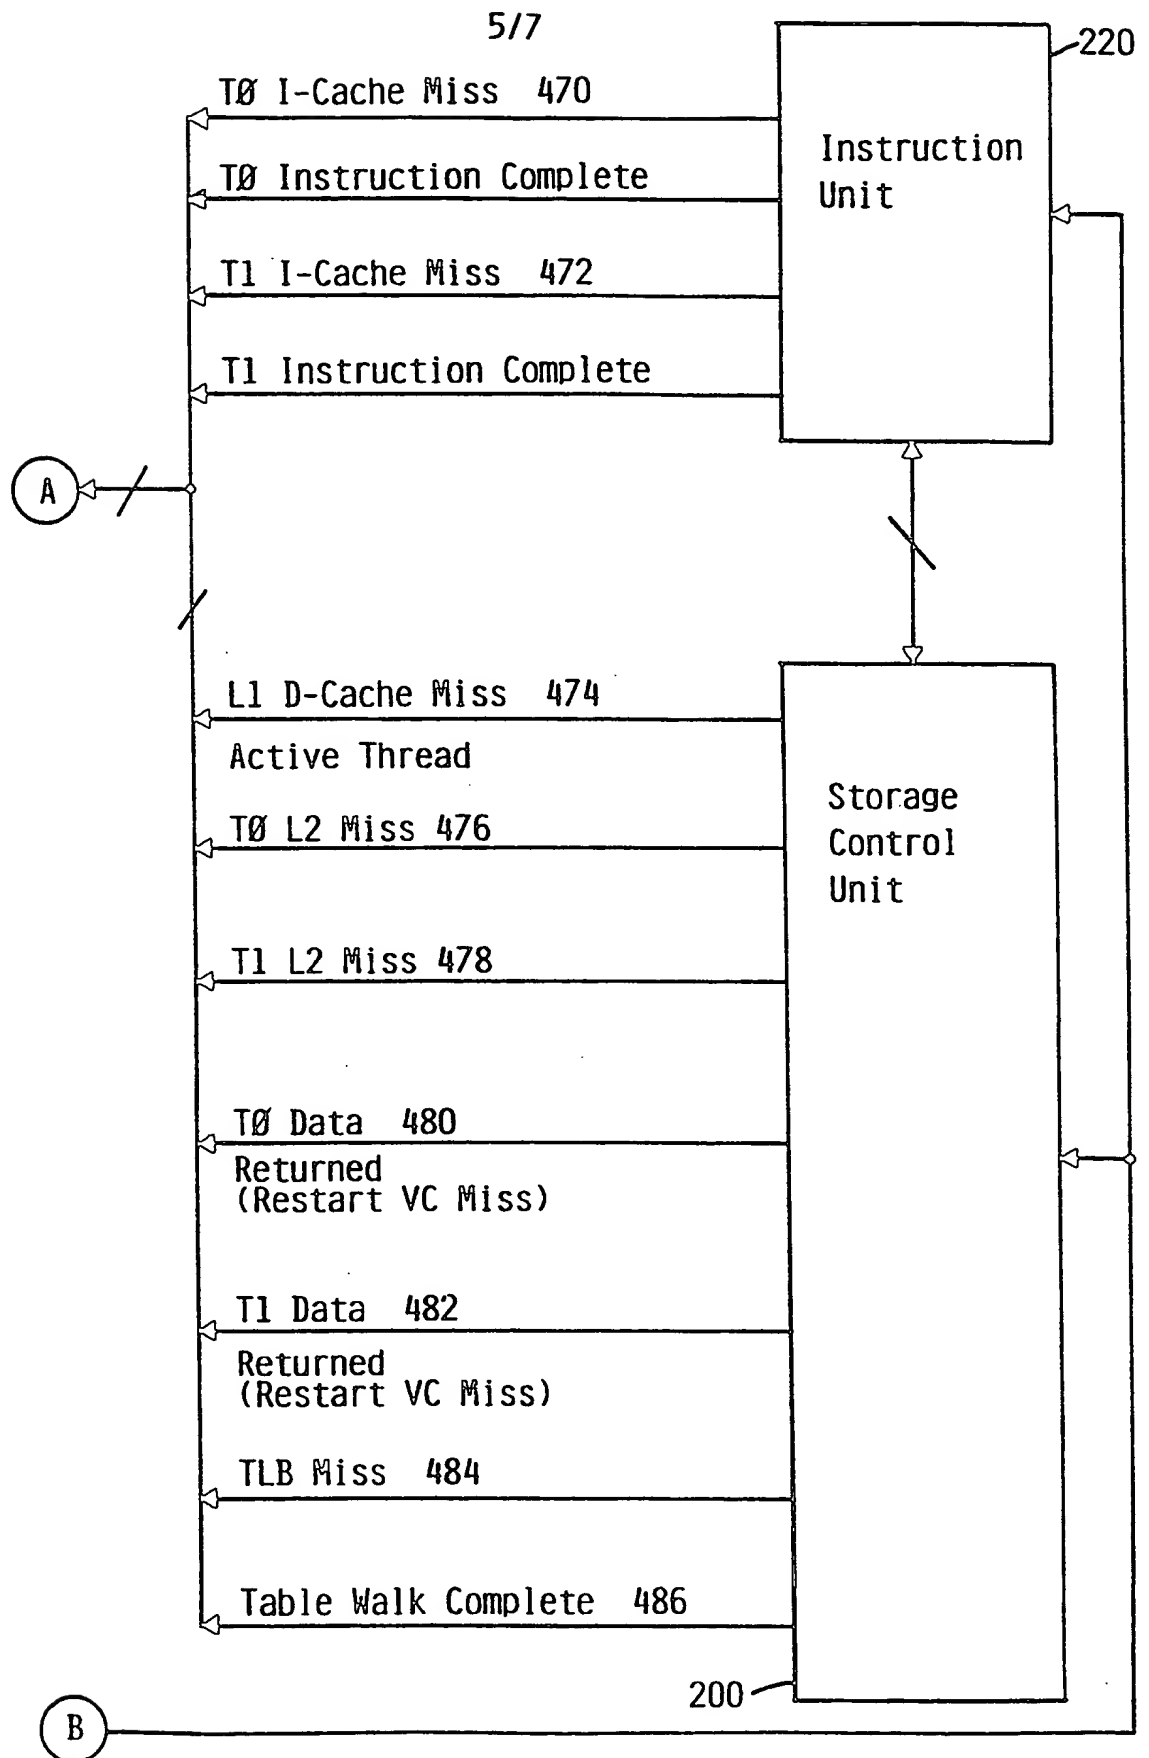 5/7
220
TØ I-Cache Miss 470
Instruction
Unit
TØ Instruction Complete
T1 I-Cache Miss 472
T1 Instruction Complete
A
L1 D-Cache Miss 474
Active Thread
Storage
Control
Unit
TØ L2 Miss 476
T1 L2 Miss 478
TØ Data 480
Returned
(Restart VC Miss)
T1 Data 482
Returned
(Restart VC Miss)
TLB Miss 484
Table Walk Complete 486
200
B